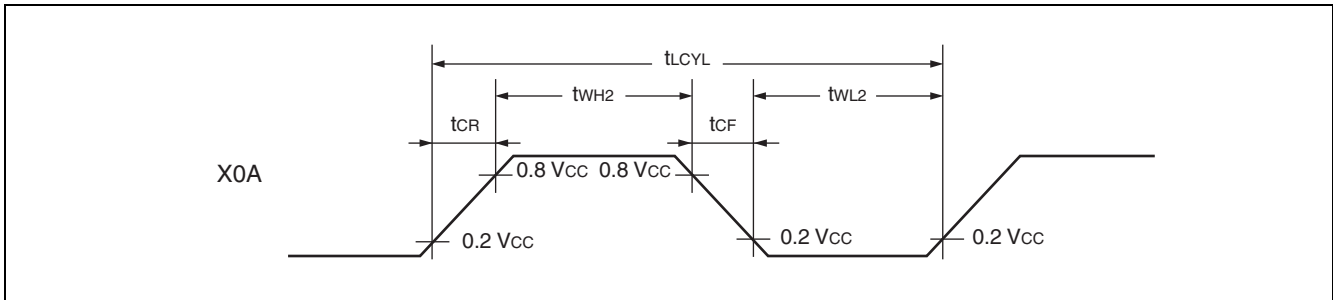 tLCYL
tWH2
tWL2
tCR
tCF
X0A
0.8 VCC 0.8 VCC
0.2 VCC
0.2 VCC
0.2 VCC